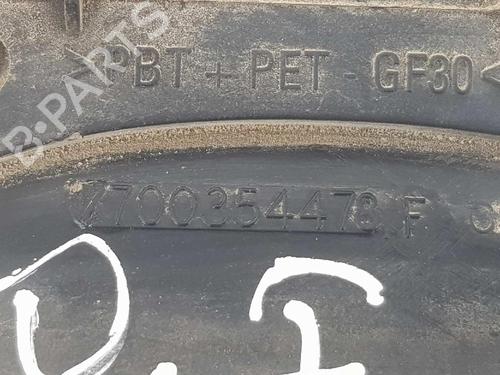 >PBT + PET - GF30<
7700354478 F
D. I
B-PARTS